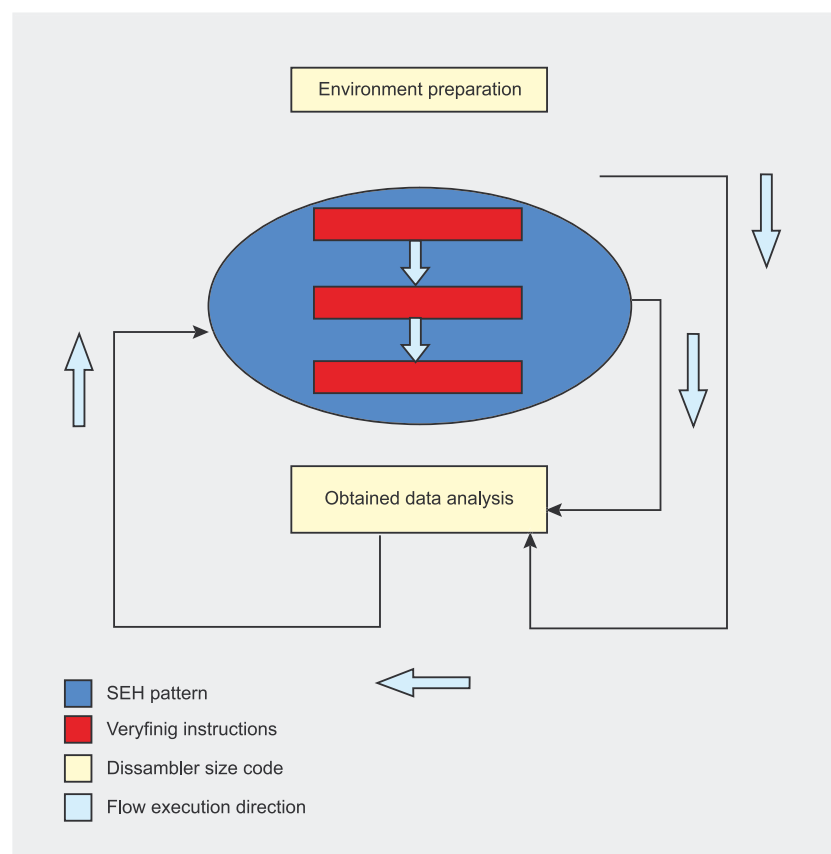 Environment preparation
Obtained data analysis
SEH pattern
Veryfinig instructions
Dissambler size code
Flow execution direction